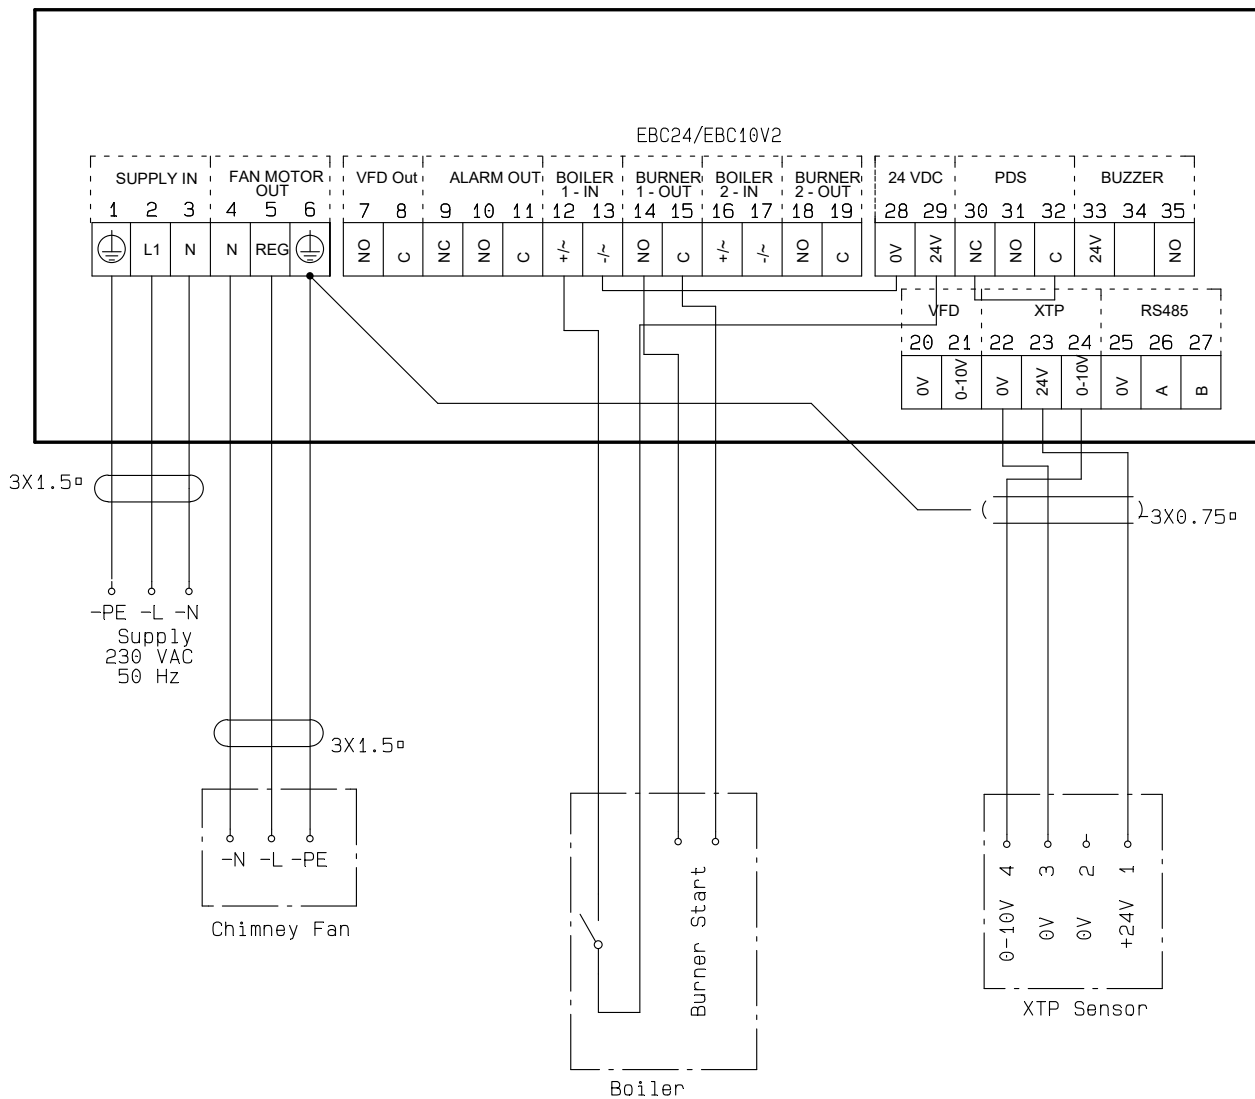 EBC24/EBC10V2
SUPPLY IN
FAN MOTOR
OUT
VFD Out
ALARM OUT
BOILER
1 - IN
BURNER
1 - OUT
BOILER
2 - IN
BURNER
2 - OUT
24 VDC
PDS
BUZZER
1 2 3 4 5 6 7 8 9 10 11 12 13 14 15 16 17 18 19 28 29 30 31 32 33 34 35
L1 N N REG NO C NC NO C +/~ -/~ NO C +/~ -/~ NO C 0V 24V NC NO C 24V NO
VFD XTP RS485
20 21 22 23 24 25 26 27
0V 0-10V 0V 24V 0-10V 0V A B
3X1.5▫
3X0.75▫
-PE -L -N
Supply
230 VAC
50 Hz
3X1.5▫
-N -L -PE
Chimney Fan
Burner Start
Boiler
4 3 2 1
0-10V 0V 0V +24V
XTP Sensor